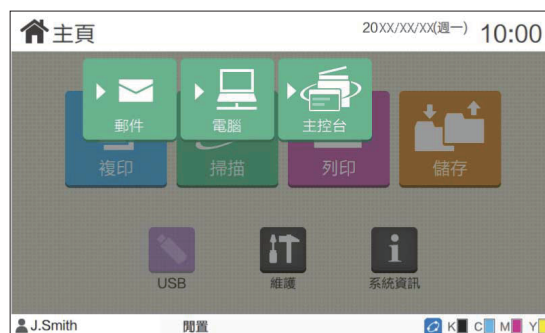 主頁
20XX/XX/XX(週一) 10:00
郵件 電腦 主控台
複印 掃描 列印 儲存
USB 維護 系統資訊
J.Smith 閒置 K C M Y